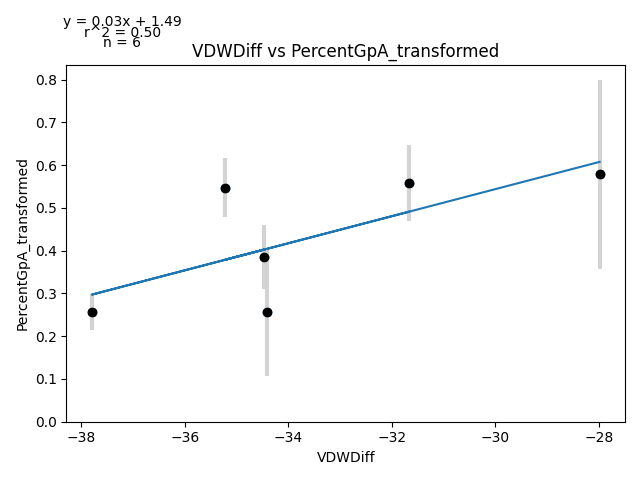 y = 0.03x + 1.49
r^2 = 0.50
n = 6
VDWDiff vs PercentGpA_transformed
PercentGpA_transformed
0.8
0.7
0.6
0.5
0.4
0.3
0.2
0.1
0.0
−38 −36 −34 −32 −30 −28
VDWDiff